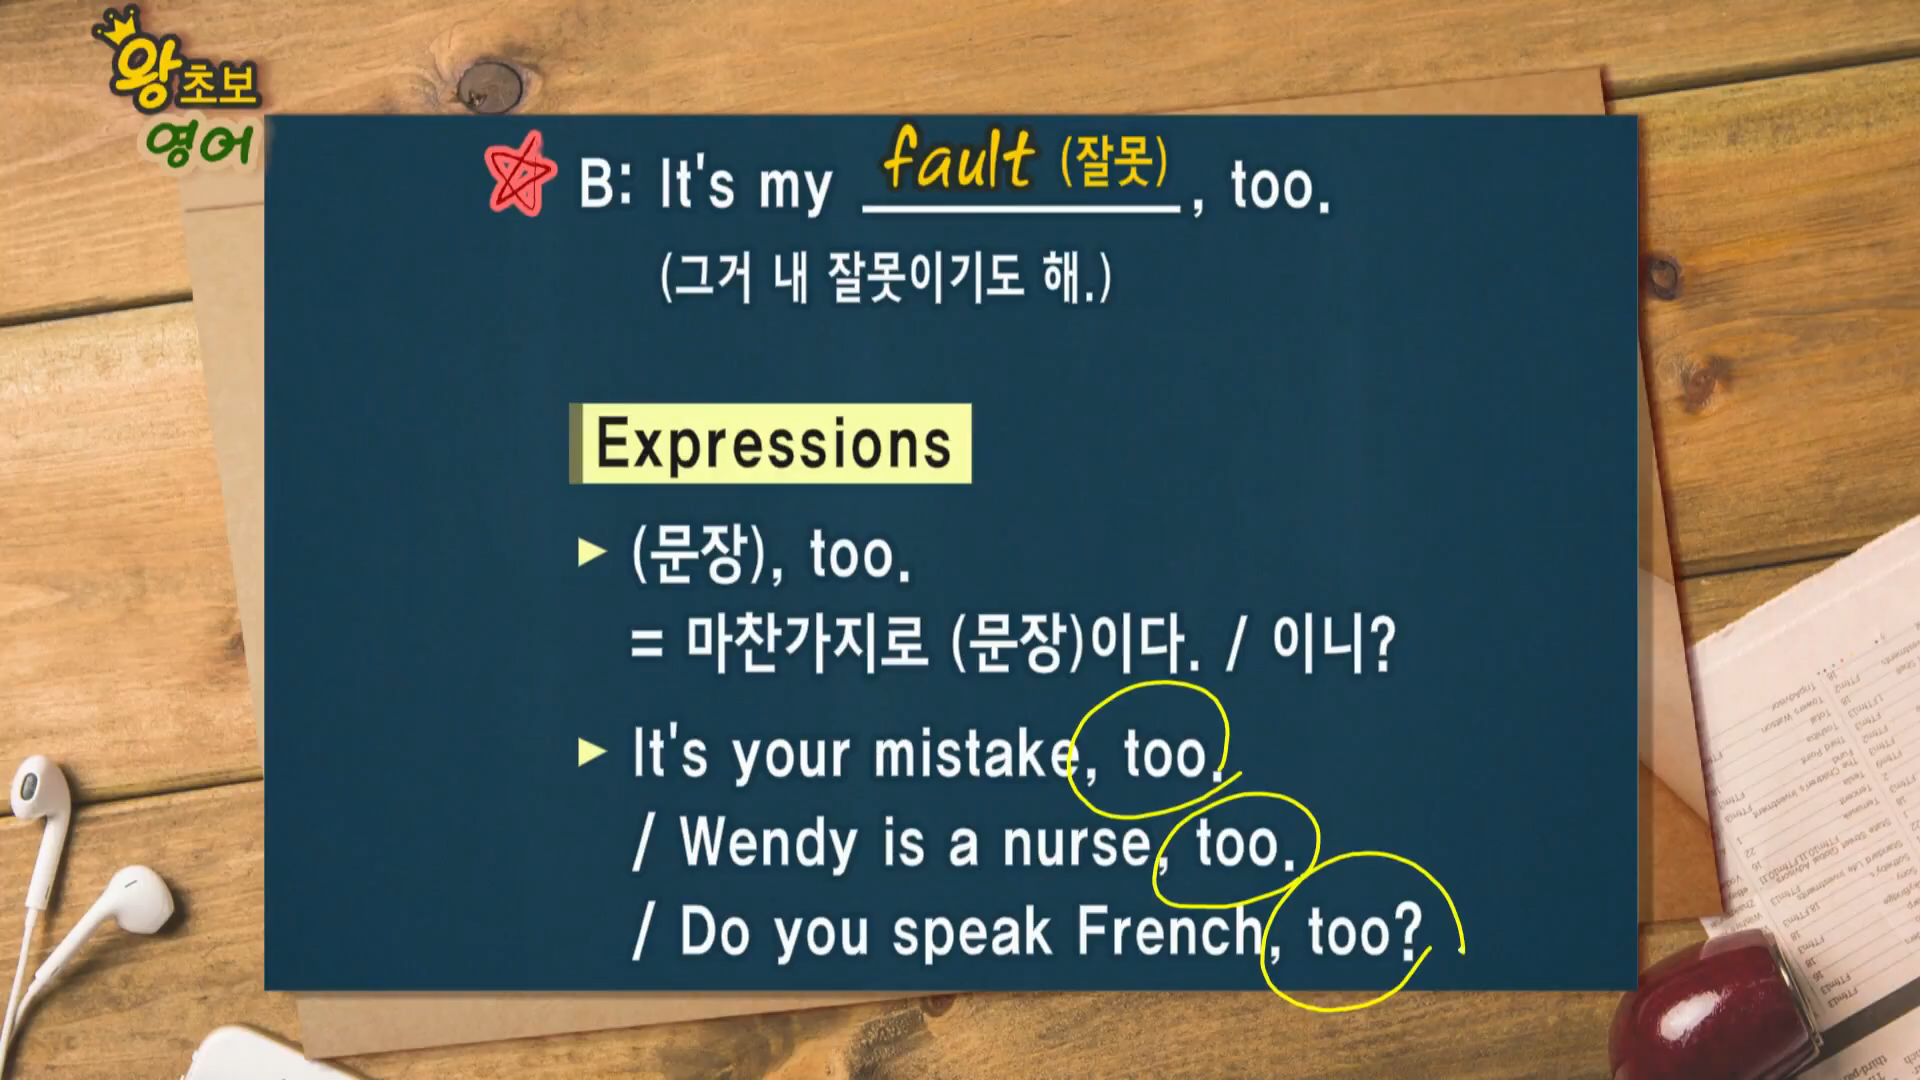 왕초보
영어
B: It's my fault (잘못), too.
(그거 내 잘못이기도 해.)
Expressions
▶ (문장), too.
= 마찬가지로 (문장)이다. / 이니?
▶ It's your mistake, too.
/ Wendy is a nurse, too.
/ Do you speak French, too?